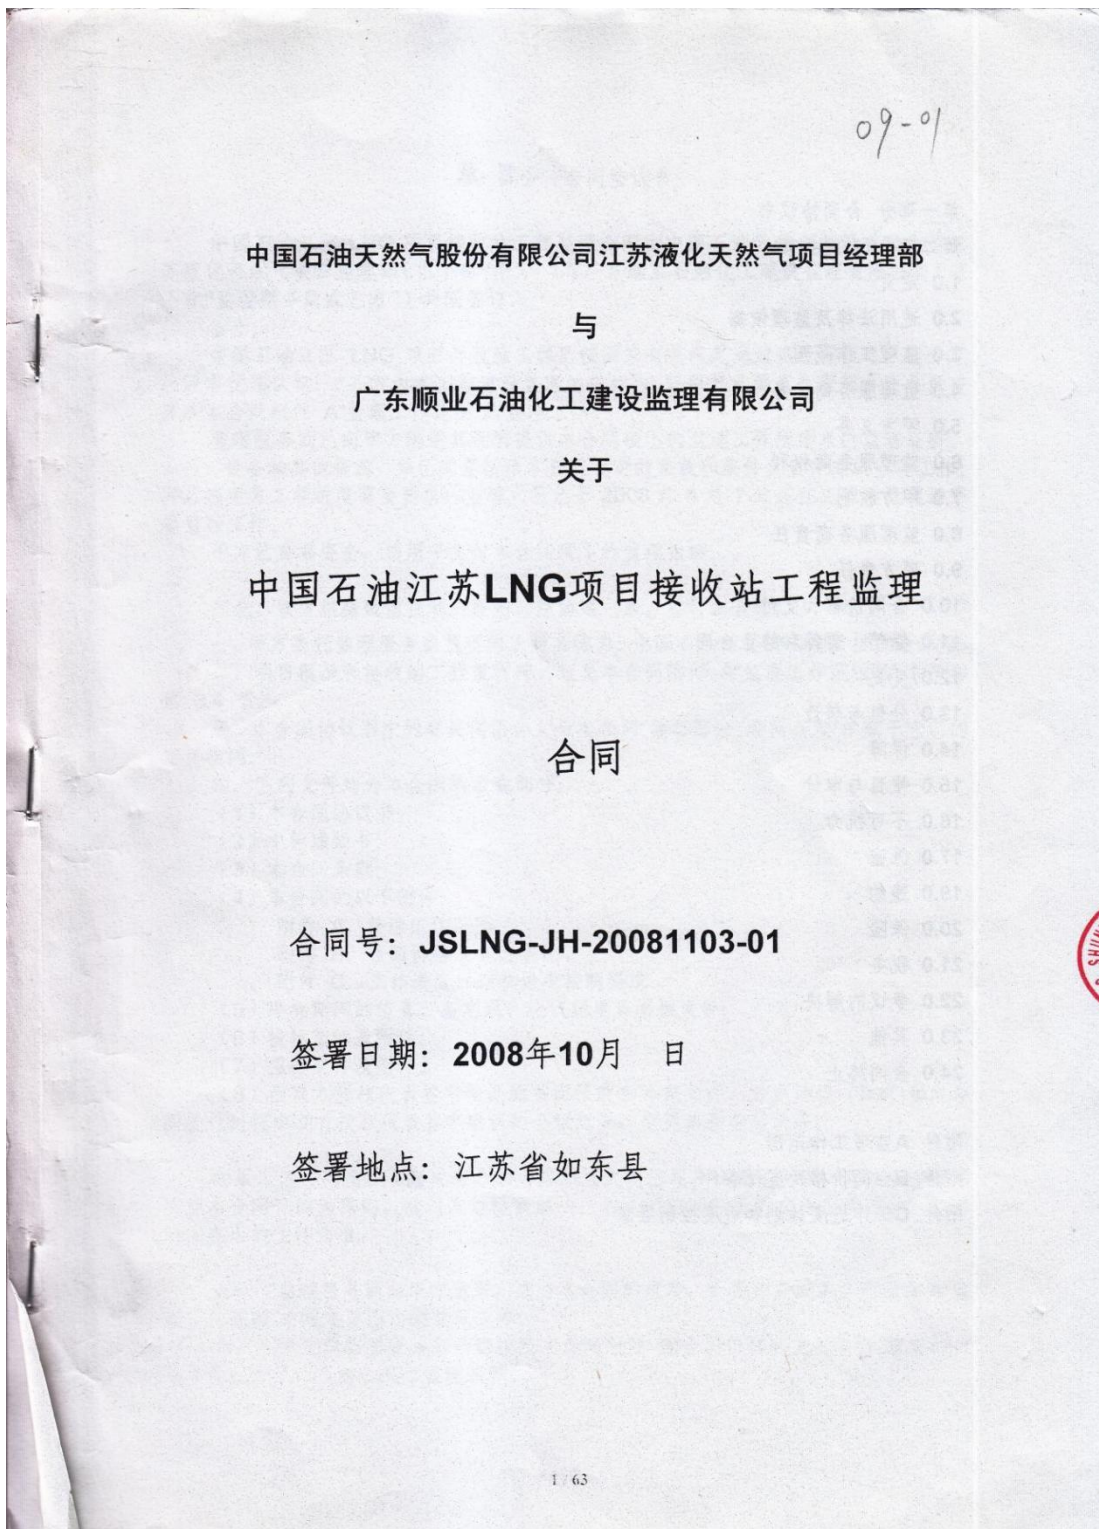 09-01
中国石油天然气股份有限公司江苏液化天然气项目经理部
与
广东顺业石油化工建设监理有限公司
关于
中国石油江苏LNG项目接收站工程监理
合同
合同号：JSLNG-JH-20081103-01
签署日期：2008年10月 日
签署地点：江苏省如东县
1 / 63